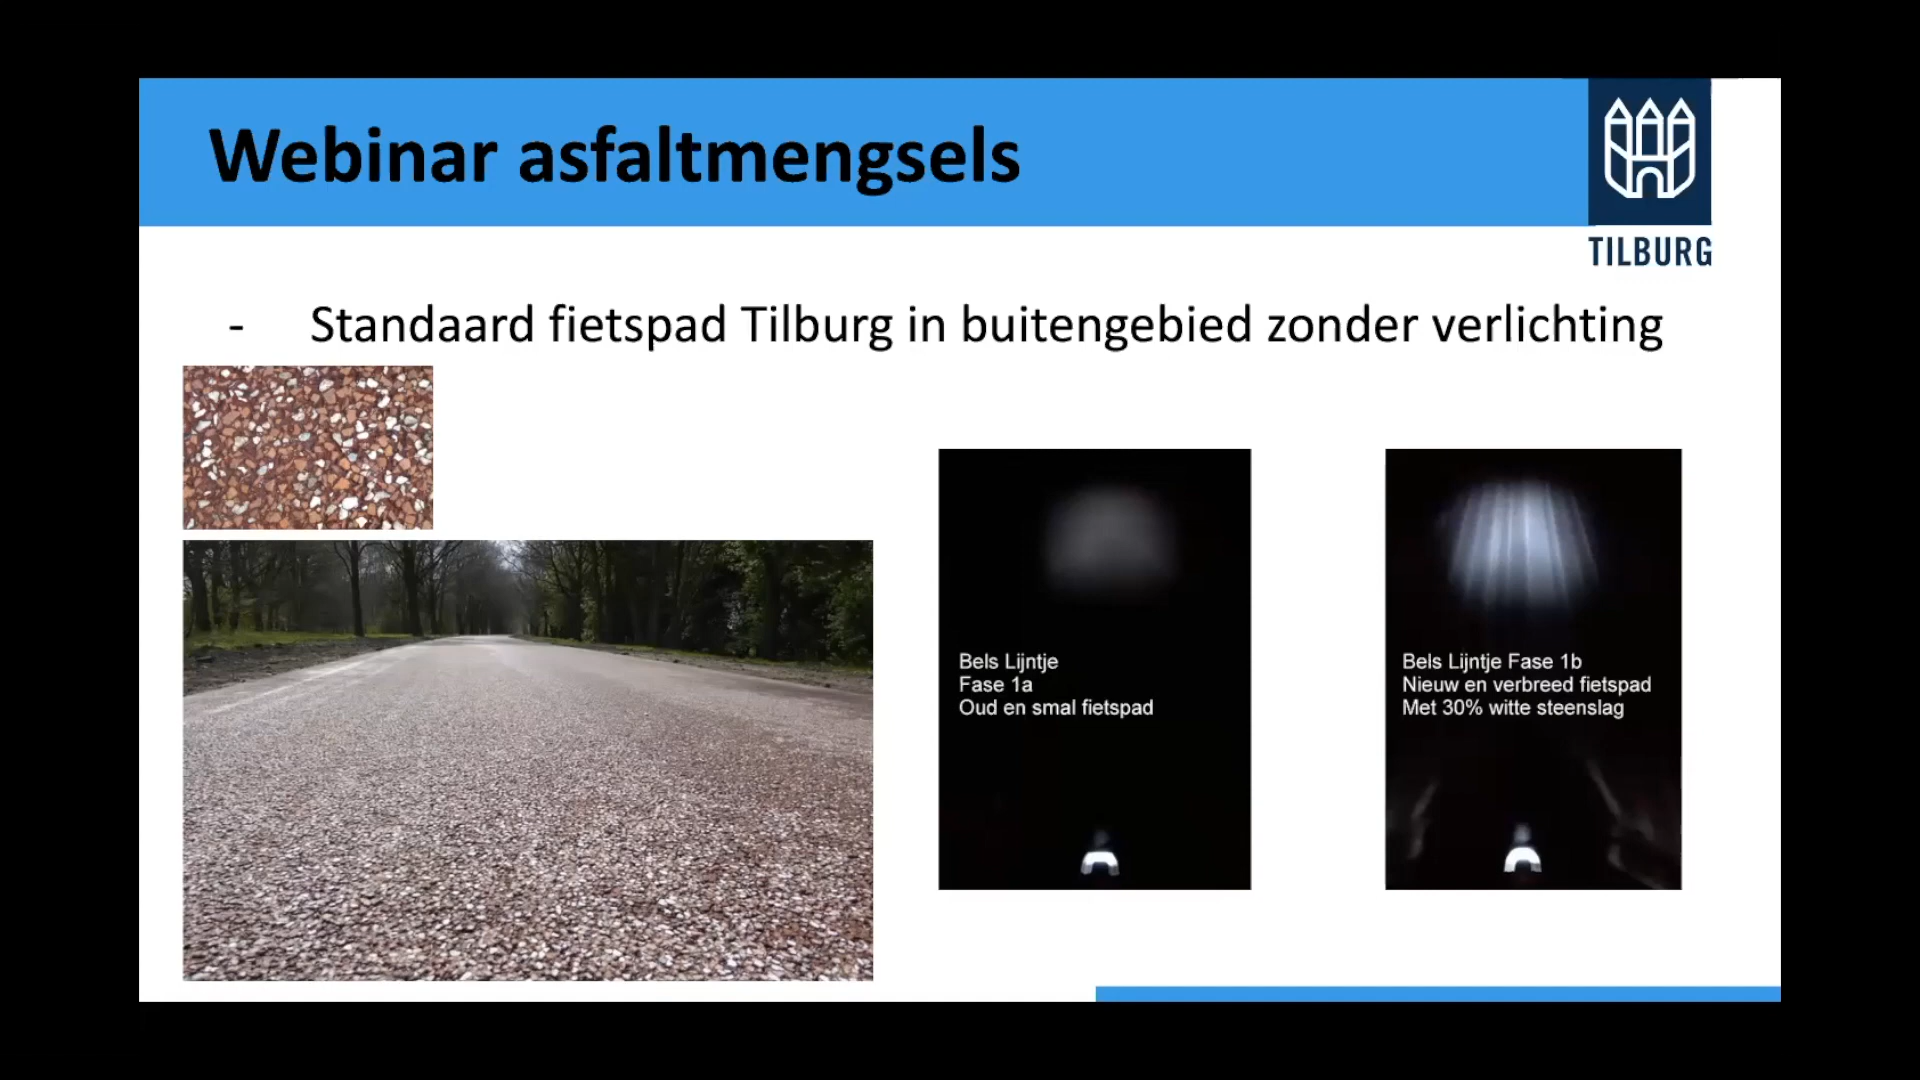 Webinar asfaltmengsels
TILBURG
- Standaard fietspad Tilburg in buitengebied zonder verlichting
Bels Lijntje
Fase 1a
Oud en smal fietspad
Bels Lijntje Fase 1b
Nieuw en verbreed fietspad
Met 30% witte steenslag